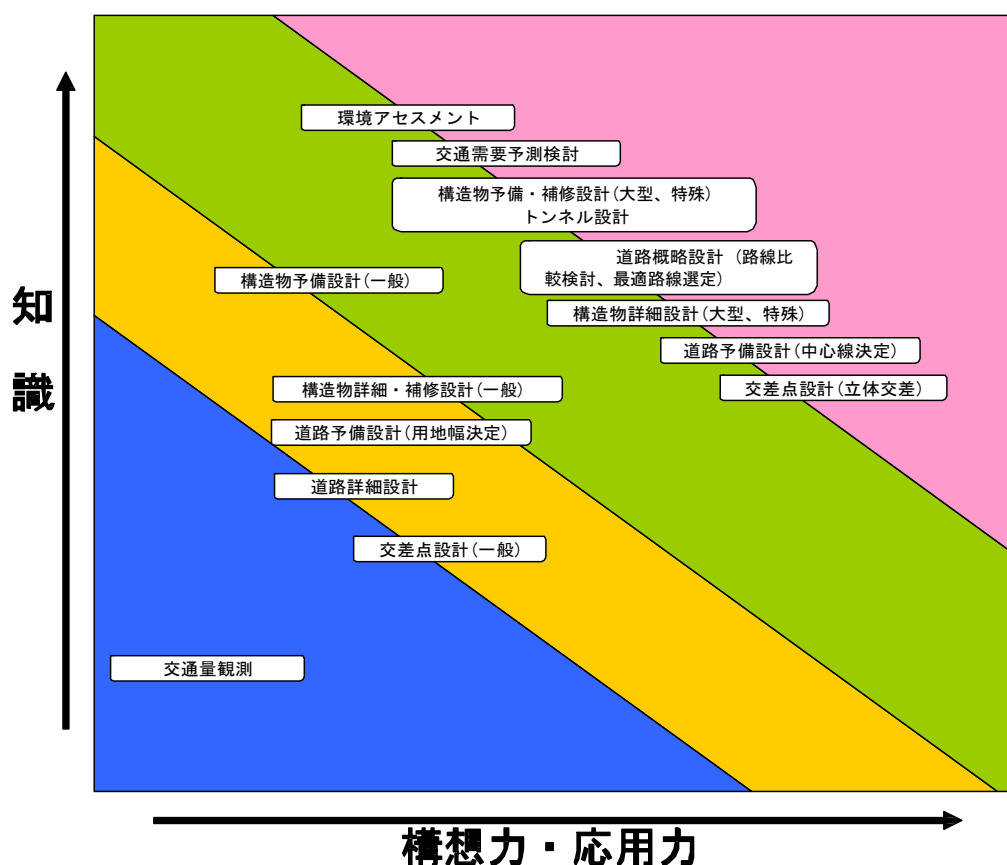 環境アセスメント
交通需要予測検討
構造物予備・補修設計(大型、特殊)
トンネル設計
道路概略設計（路線比
較検討、最適路線選定）
構造物予備設計(一般)
構造物詳細設計(大型、特殊)
道路予備設計(中心線決定)
交差点設計(立体交差)
構造物詳細・補修設計(一般)
道路予備設計(用地幅決定)
道路詳細設計
交差点設計(一般)
交通量観測
知
識
構想力・応用力